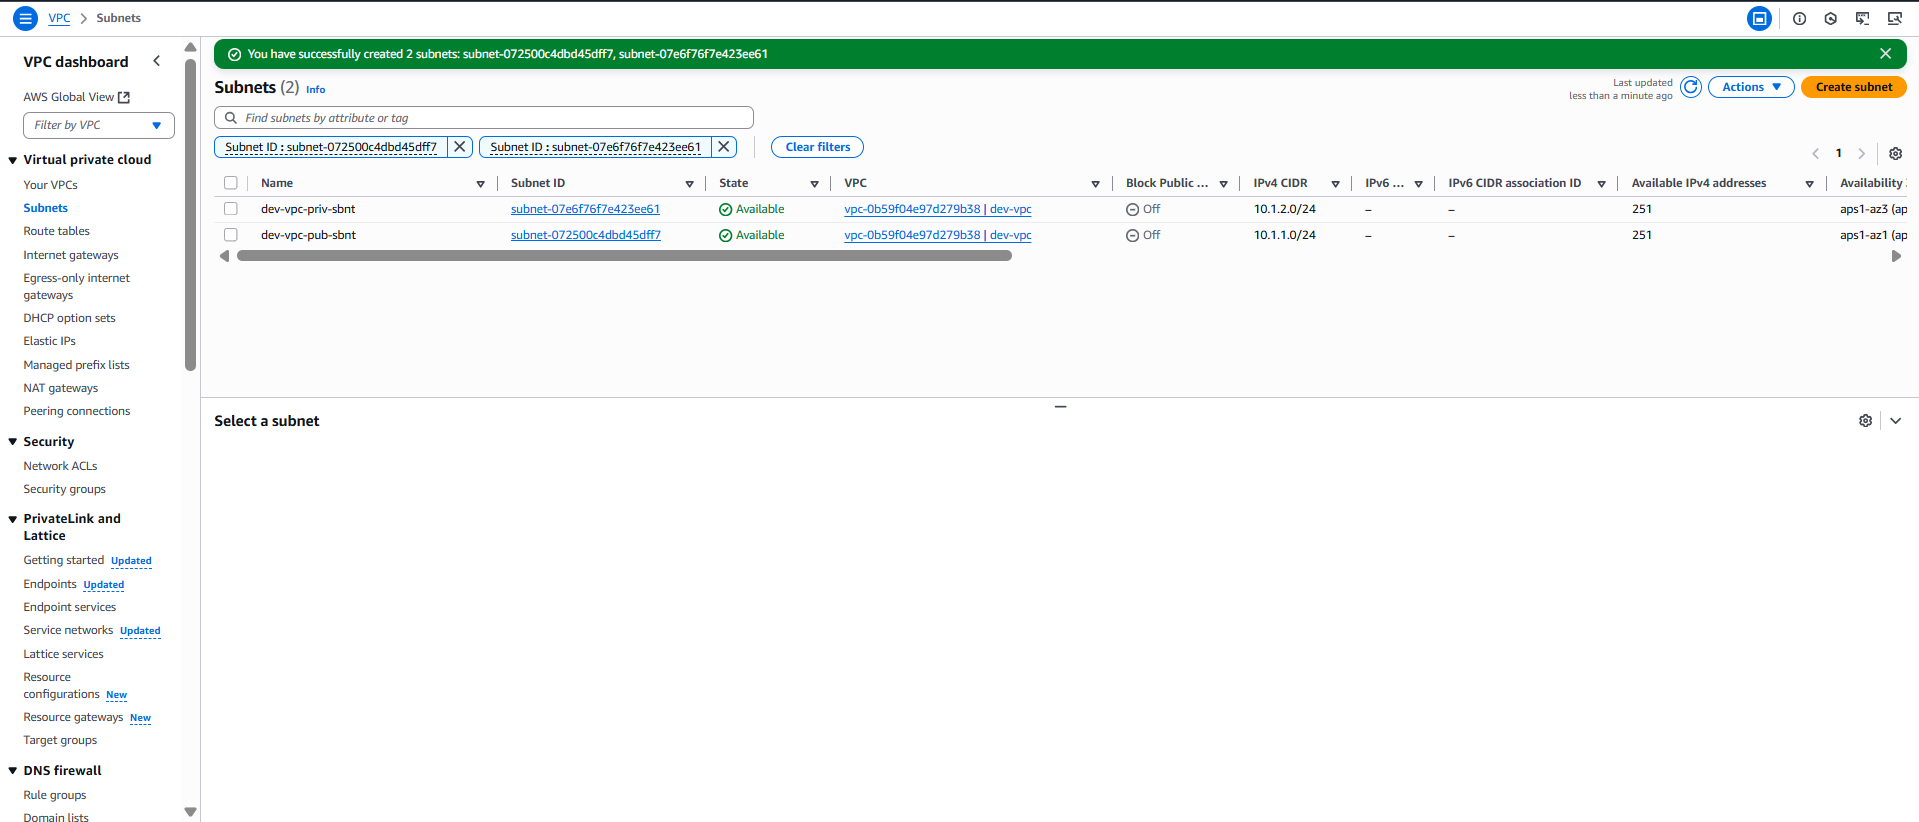 VPC > Subnets
VPC dashboard
AWS Global View
Filter by VPC
Virtual private cloud
Your VPCs
Subnets
Route tables
Internet gateways
Egress-only internet
gateways
DHCP option sets
Elastic IPs
Managed prefix lists
NAT gateways
Peering connections
Security
Network ACLs
Security groups
PrivateLink and
Lattice
Getting started Updated
Endpoints Updated
Endpoint services
Service networks Updated
Lattice services
Resource
configurations New
Resource gateways New
Target groups
DNS firewall
Rule groups
Domain lists
You have successfully created 2 subnets: subnet-072500c4dbd45dff7, subnet-07e6f76f7e423ee61
Subnets (2) Info
Last updated
less than a minute ago
Actions
Create subnet
Find subnets by attribute or tag
Subnet ID : subnet-072500c4dbd45dff7
Subnet ID : subnet-07e6f76f7e423ee61
Clear filters
1
Name Subnet ID State VPC Block Public ... IPv4 CIDR IPv6 ... IPv6 CIDR association ID Available IPv4 addresses Availability
dev-vpc-priv-sbnt subnet-07e6f76f7e423ee61 Available vpc-0b59f04e97d279b38 | dev-vpc Off 10.1.2.0/24 – – 251 aps1-az3 (ap
dev-vpc-pub-sbnt subnet-072500c4dbd45dff7 Available vpc-0b59f04e97d279b38 | dev-vpc Off 10.1.1.0/24 – – 251 aps1-az1 (ap
Select a subnet